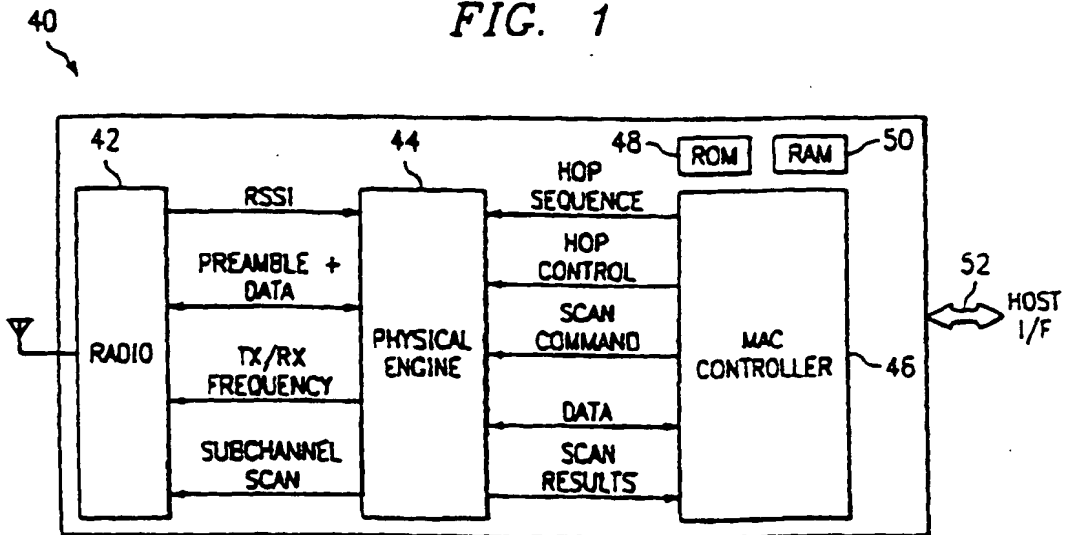 FIG. 1
40
42
44
48
ROM
RAM
50
RSSI
HOP
SEQUENCE
PREAMBLE +
DATA
HOP
CONTROL
52
HOST
I/F
SCAN
COMMAND
RADIO
PHYSICAL
ENGINE
MAC
CONTROLLER
46
TX/RX
FREQUENCY
DATA
SUBCHANNEL
SCAN
SCAN
RESULTS